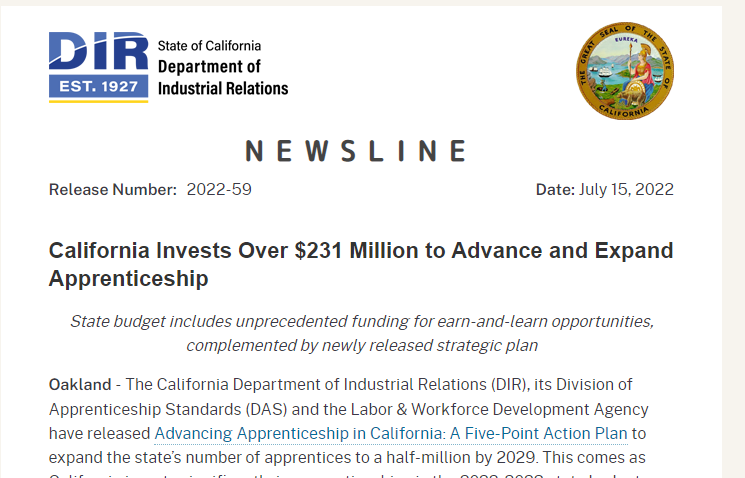 DIR
EST. 1927
State of California
Department of
Industrial Relations
THE GREAT SEAL OF THE STATE OF CALIFORNIA
EUREKA
NEWSLINE
Release Number: 2022-59
Date: July 15, 2022
California Invests Over $231 Million to Advance and Expand
Apprenticeship
State budget includes unprecedented funding for earn-and-learn opportunities,
complemented by newly released strategic plan
Oakland - The California Department of Industrial Relations (DIR), its Division of
Apprenticeship Standards (DAS) and the Labor & Workforce Development Agency
have released Advancing Apprenticeship in California: A Five-Point Action Plan to
expand the state's number of apprentices to a half-million by 2029. This comes as